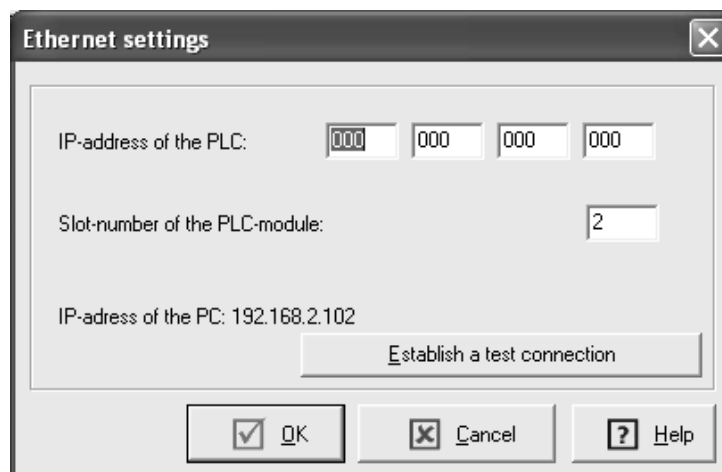 Ethernet settings
IP-address of the PLC: 000 000 000 000
Slot-number of the PLC-module: 2
IP-adress of the PC: 192.168.2.102
Establish a test connection
OK Cancel Help